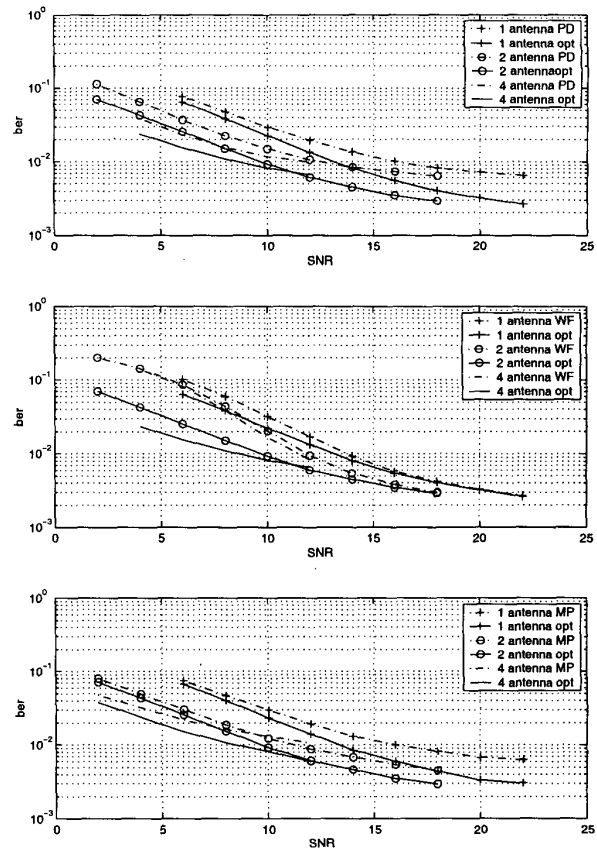 10^0
1 antenna PD
1 antenna opt
2 antenna PD
2 antennaopt
4 antenna PD
4 antenna opt
10^-1
ber
10^-2
10^-3
0 5 10 15 20 25
SNR
10^0
1 antenna WF
1 antenna opt
2 antenna WF
2 antenna opt
4 antenna WF
4 antenna opt
10^-1
ber
10^-2
10^-3
0 5 10 15 20 25
SNR
10^0
1 antenna MP
1 antenna opt
2 antenna MP
2 antenna opt
4 antenna MP
4 antenna opt
10^-1
ber
10^-2
10^-3
0 5 10 15 20 25
SNR